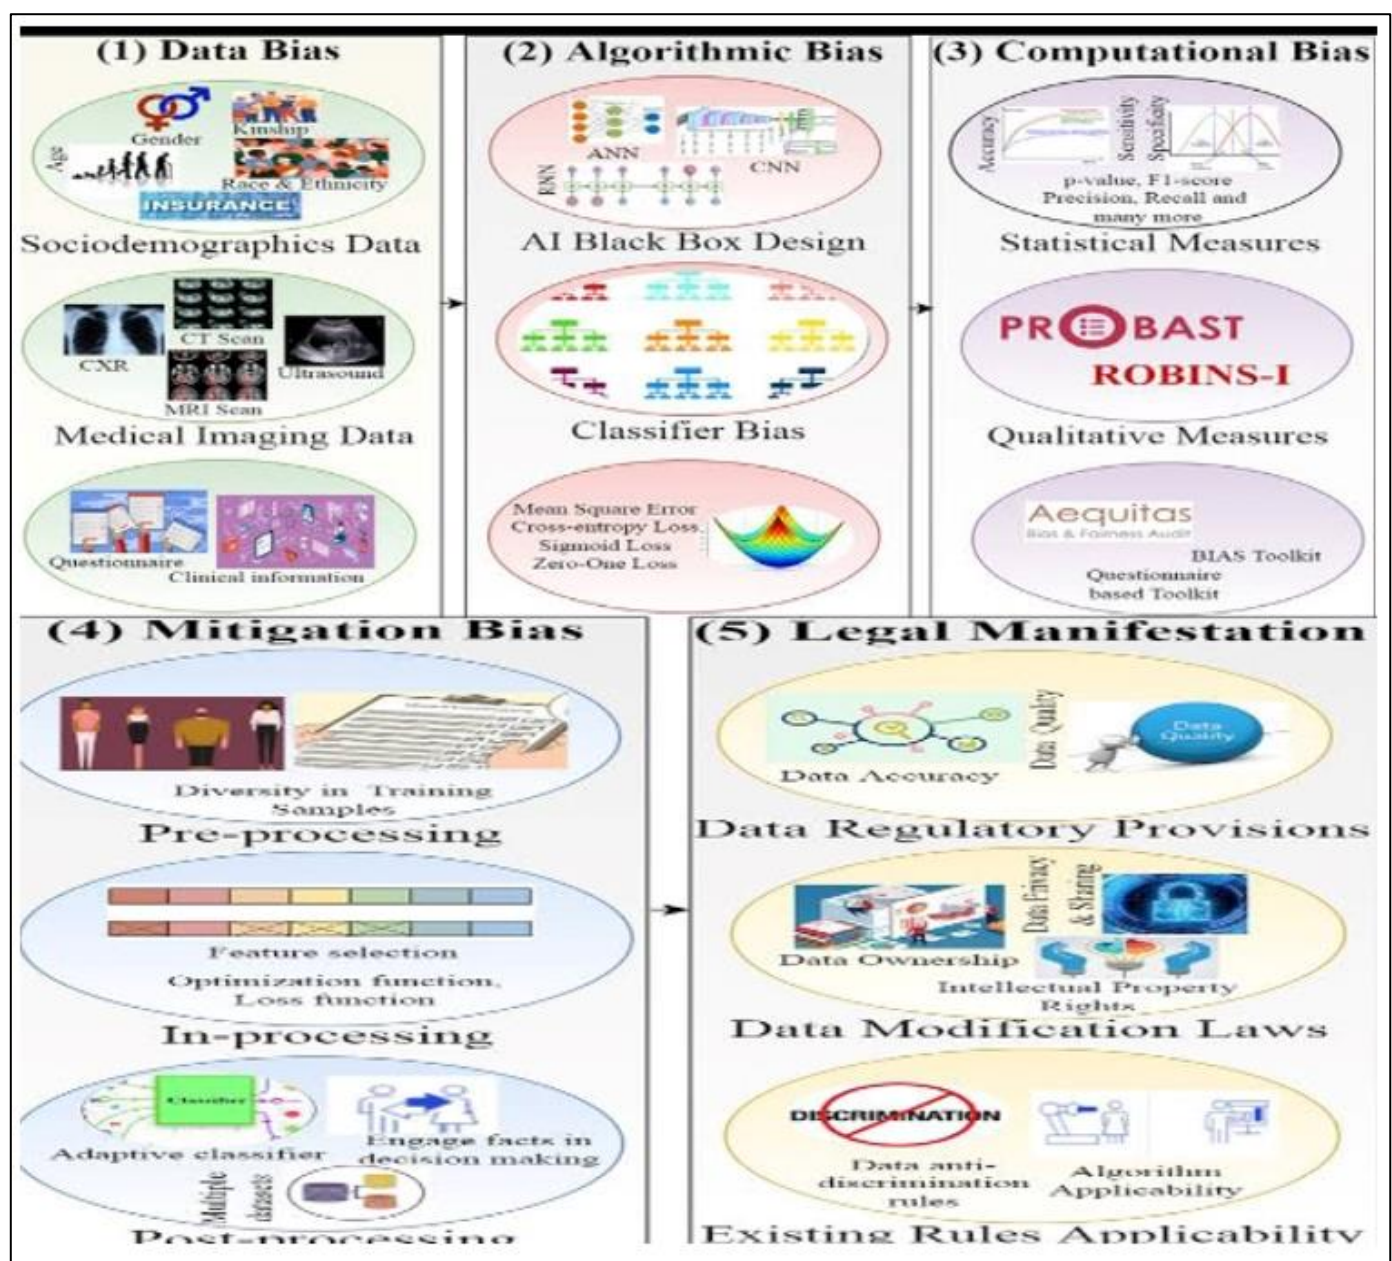 (1) Data Bias
Gender
Kinship
Age
Race & Ethnicity
INSURANCE
Sociodemographics Data
CXR
CT Scan
MRI Scan
Ultrasound
Medical Imaging Data
Questionnaire
Clinical information
(2) Algorithmic Bias
ANN
CNN
RNN
AI Black Box Design
Classifier Bias
Mean Square Error
Cross-entropy Loss
Sigmoid Loss
Zero-One Loss
(3) Computational Bias
Accuracy
Sensitivity
Specificity
p-value, F1-score
Precision, Recall and
many more
Statistical Measures
PROBAST
ROBINS-I
Qualitative Measures
Aequitas
Bias & Fairness Audit
BIAS Toolkit
Questionnaire
based Toolkit
(4) Mitigation Bias
Diversity in Training
Samples
Pre-processing
Feature selection
Optimization function,
Loss function
In-processing
Classifier
Adaptive classifier
Engage facts in
decision making
Multiple
datasets
Post-processing
(5) Legal Manifestation
Data Accuracy
Data Quality
Data
Quality
Data Regulatory Provisions
Data Ownership
Data Privacy
& Sharing
Intellectual Property
Rights
Data Modification Laws
DISCRIMINATION
Data anti-
discrimination
rules
Algorithm
Applicability
Existing Rules Applicability